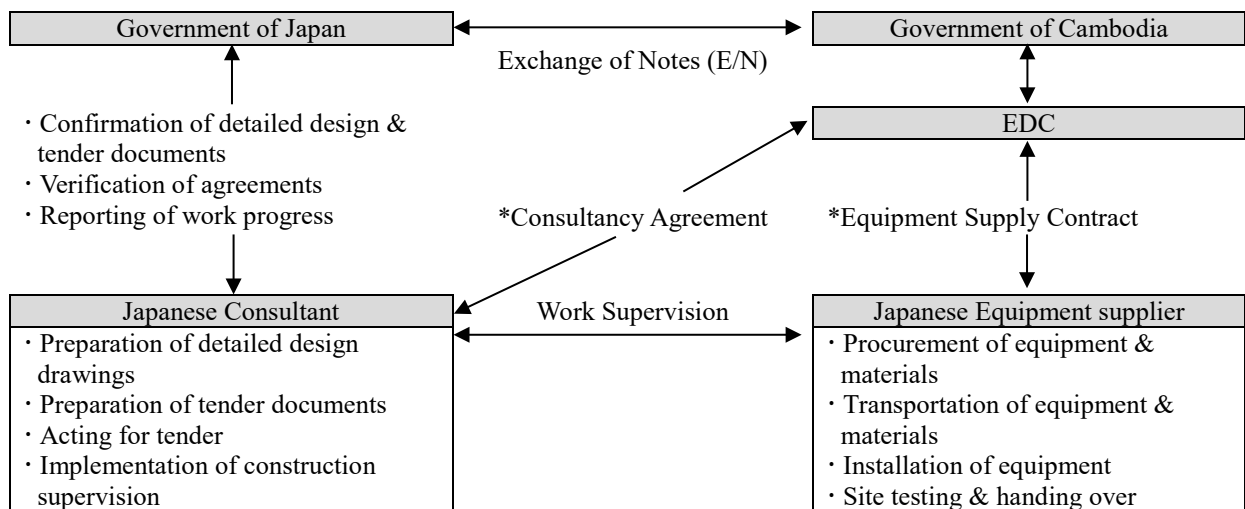 Government of Japan
Government of Cambodia
Exchange of Notes (E/N)
・Confirmation of detailed design &
tender documents
・Verification of agreements
・Reporting of work progress
EDC
*Consultancy Agreement
*Equipment Supply Contract
Japanese Consultant
Work Supervision
Japanese Equipment supplier
・Preparation of detailed design
drawings
・Preparation of tender documents
・Acting for tender
・Implementation of construction
supervision
・Procurement of equipment &
materials
・Transportation of equipment &
materials
・Installation of equipment
・Site testing & handing over